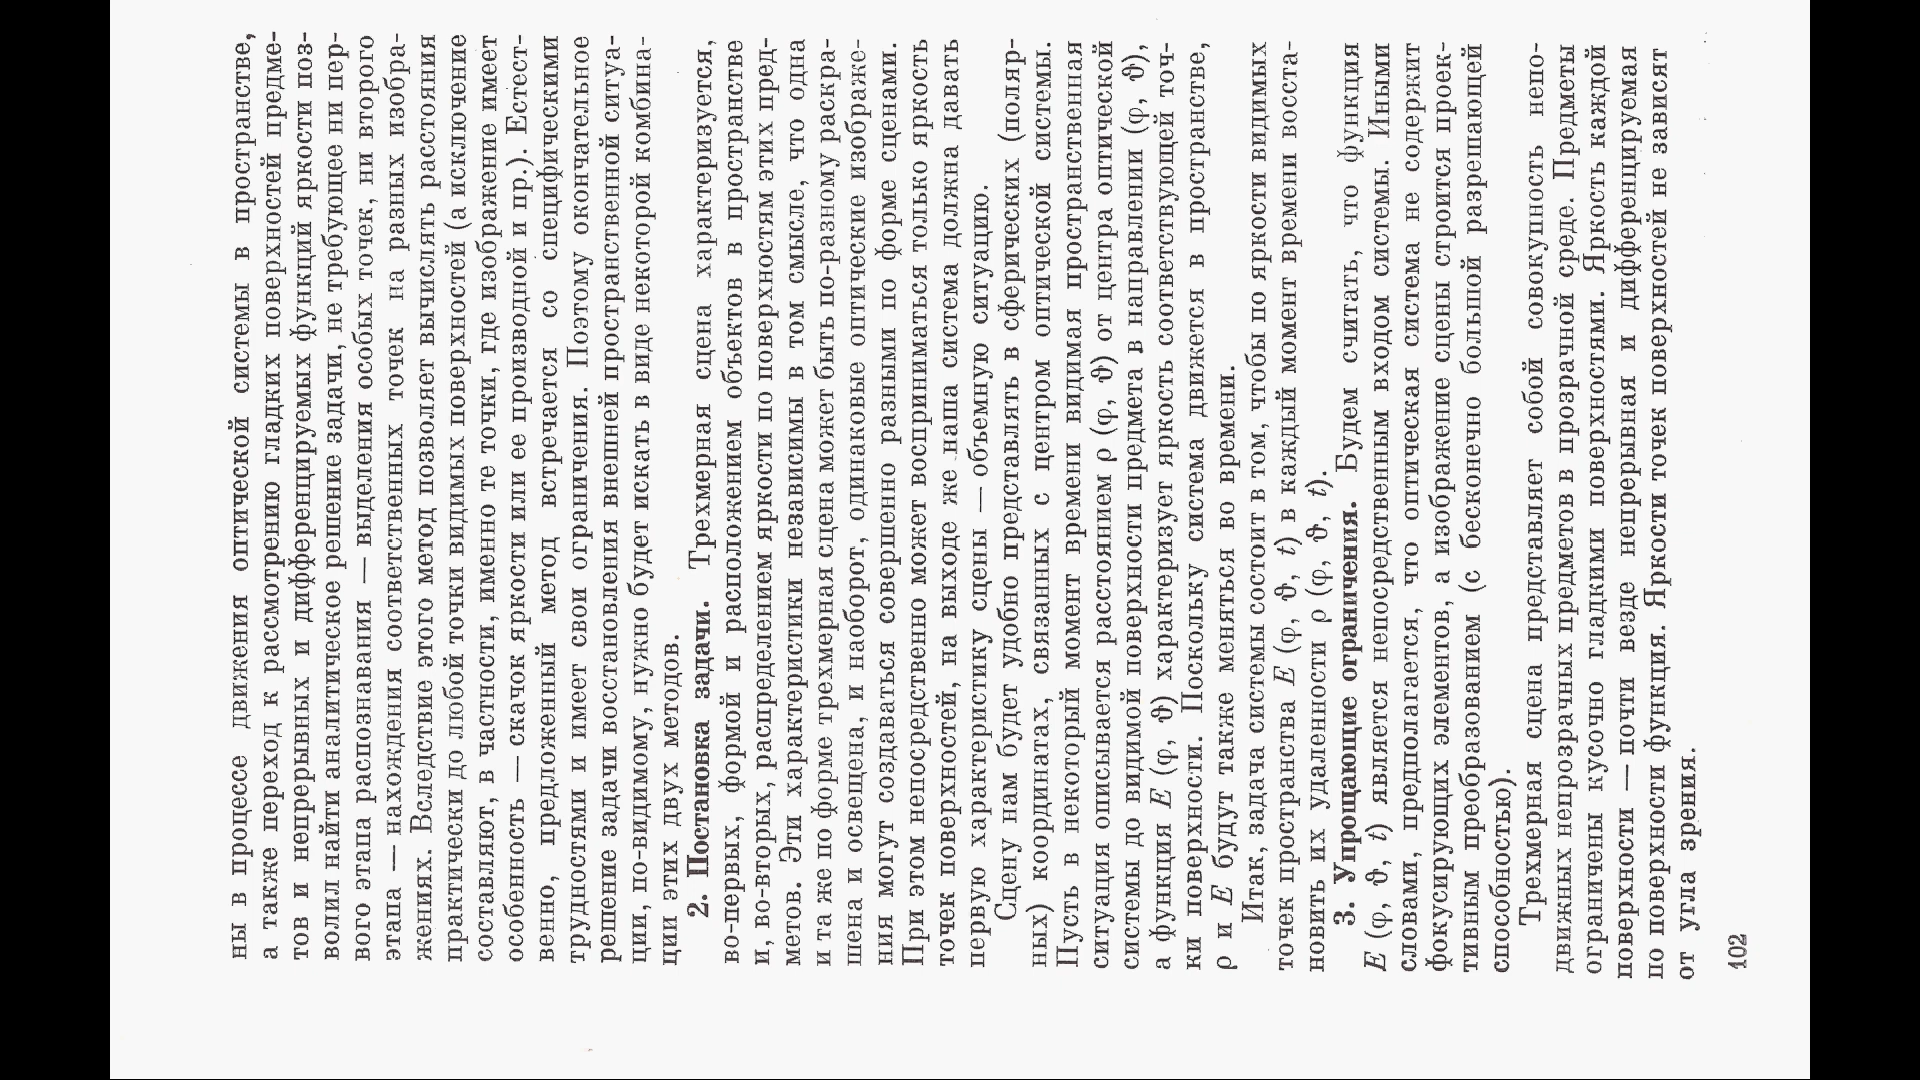 ны в процессе движения оптической системы в пространстве,
а также переход к рассмотрению гладких поверхностей предме-
тов и непрерывных и дифференцируемых функций яркости поз-
волил найти аналитическое решение задачи, не требующее ни пер-
вого этапа распознавания — выделения особых точек, ни второго
этапа — нахождения соответственных точек на разных изобра-
жениях. Вследствие этого метод позволяет вычислять расстояния
практически до любой точки видимых поверхностей (а исключение
составляют, в частности, именно те точки, где изображение имеет
особенность — скачок яркости или ее производной и пр.). Естест-
венно, предложенный метод встречается со специфическими
трудностями и имеет свои ограничения. Поэтому окончательное
решение задачи восстановления внешней пространственной ситуа-
ции, по-видимому, нужно будет искать в виде некоторой комбина-
ции этих двух методов.
2. Постановка задачи. Трехмерная сцена характеризуется,
во-первых, формой и расположением объектов в пространстве
и, во-вторых, распределением яркости по поверхностям этих пред-
метов. Эти характеристики независимы в том смысле, что одна
и та же по форме трехмерная сцена может быть по-разному раскра-
шена и освещена, и наоборот, одинаковые оптические изображе-
ния могут создаваться совершенно разными по форме сценами.
При этом непосредственно может восприниматься только яркость
точек поверхностей, на выходе же наша система должна давать
первую характеристику сцены — объемную ситуацию.
Сцену нам будет удобно представлять в сферических (поляр-
ных) координатах, связанных с центром оптической системы.
Пусть в некоторый момент времени видимая пространственная
ситуация описывается расстоянием ρ (φ, ϑ) от центра оптической
системы до видимой поверхности предмета в направлении (φ, ϑ),
а функция E (φ, ϑ) характеризует яркость соответствующей точ-
ки поверхности. Поскольку система движется в пространстве,
ρ и E будут также меняться во времени.
Итак, задача системы состоит в том, чтобы по яркости видимых
точек пространства E (φ, ϑ, t) в каждый момент времени восста-
новить их удаленности ρ (φ, ϑ, t).
3. Упрощающие ограничения. Будем считать, что функция
E (φ, ϑ, t) является непосредственным входом системы. Иными
словами, предполагается, что оптическая система не содержит
фокусирующих элементов, а изображение сцены строится проек-
тивным преобразованием (с бесконечно большой разрешающей
способностью).
Трехмерная сцена представляет собой совокупность непо-
движных непрозрачных предметов в прозрачной среде. Предметы
ограничены кусочно гладкими поверхностями. Яркость каждой
поверхности — почти везде непрерывная и дифференцируемая
по поверхности функция. Яркости точек поверхностей не зависят
от угла зрения.
102